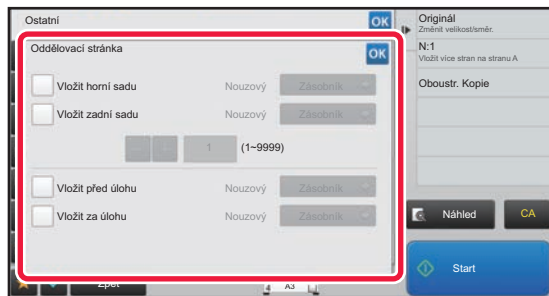 Ostatní
OK
Oddělovací stránka
OK
Vložit horní sadu
Nouzový
Zásobník
Vložit zadní sadu
Nouzový
Zásobník
1
(1~9999)
Vložit před úlohu
Nouzový
Zásobník
Vložit za úlohu
Nouzový
Zásobník
Zpět
A3
Originál
Změnit velikost/směr.
N:1
Vložit více stran na stranu A
Oboustr. Kopie
Náhled
CA
Start